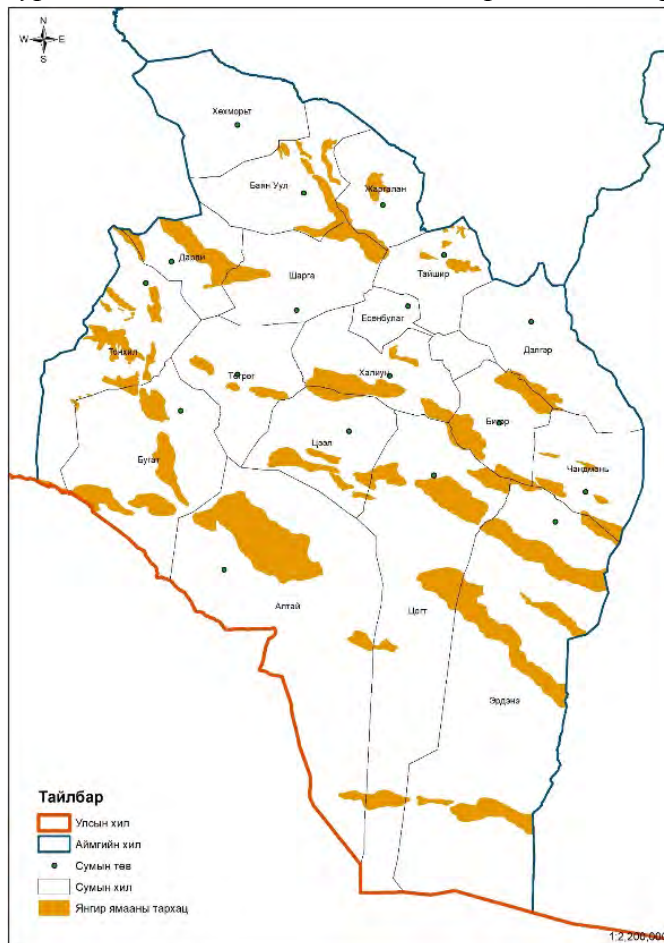 N
W E
S
Хөхморьт
Баян Уул
Жаргалан
Дарви
Шарга
Тайшир
Есөнбулаг
Дэлгэр
Тонхил
Төгрөг
Халиун
Бигэр
Цээл
Чандмань
Бугат
Алтай
Цогт
Эрдэнэ
Тайлбар
Улсын хил
Аймгийн хил
Сумын төв
Сумын хил
Янгир ямааны тархац
1:2,200,000